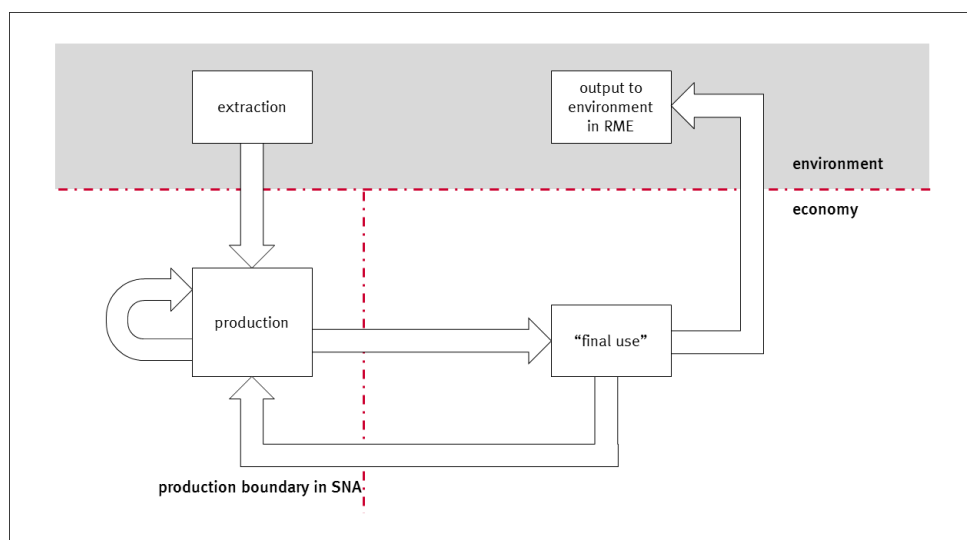 extraction
output to
environment
in RME
environment
economy
production
“final use”
production boundary in SNA